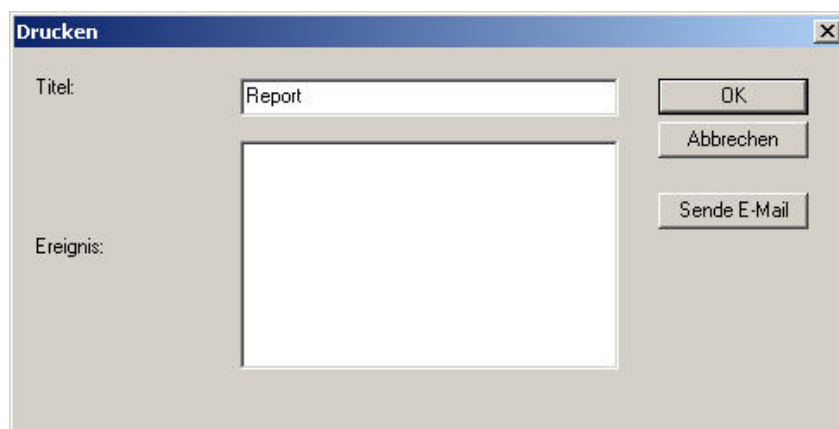 Drucken
Titel:
Report
OK
Abbrechen
Sende E-Mail
Ereignis: